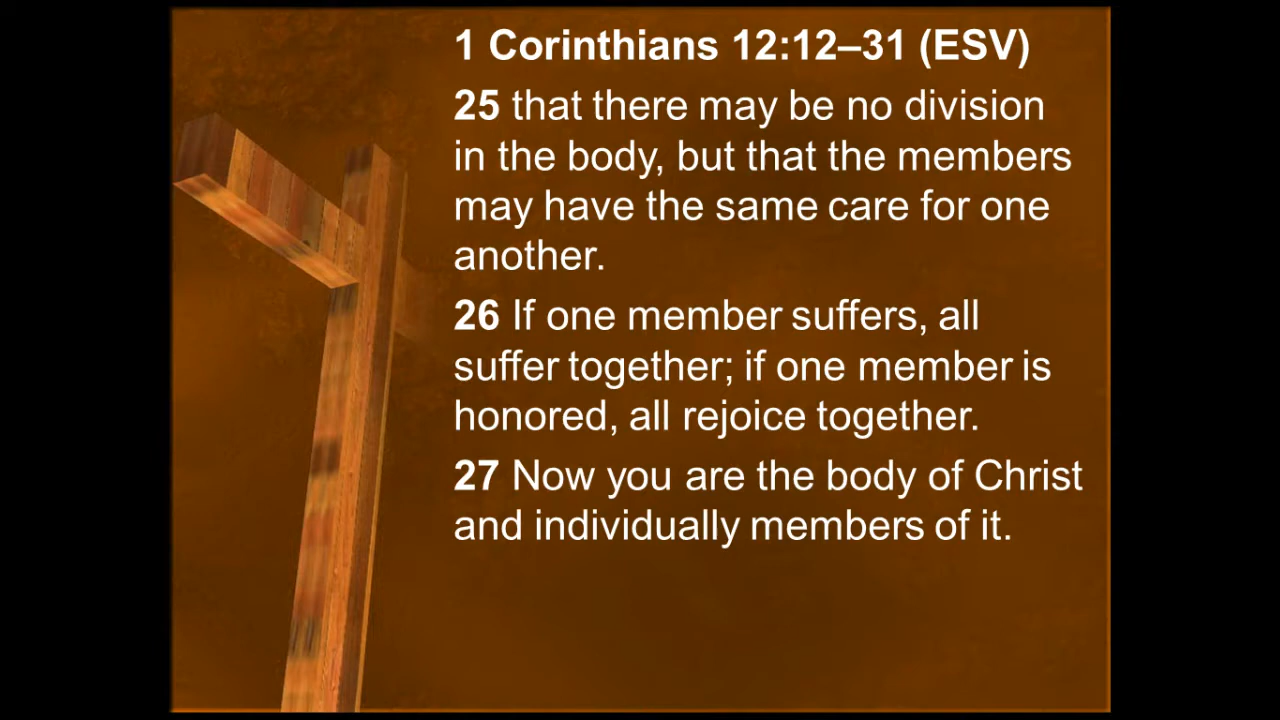 1 Corinthians 12:12–31 (ESV)
25 that there may be no division
in the body, but that the members
may have the same care for one
another.
26 If one member suffers, all
suffer together; if one member is
honored, all rejoice together.
27 Now you are the body of Christ
and individually members of it.